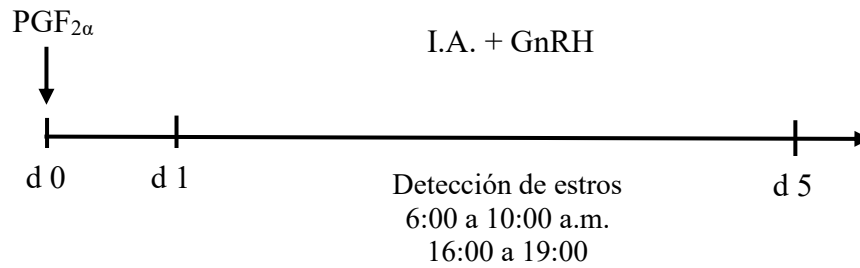 PGF2α
I.A. + GnRH
d 0
d 1
Detección de estros
d 5
6:00 a 10:00 a.m.
16:00 a 19:00